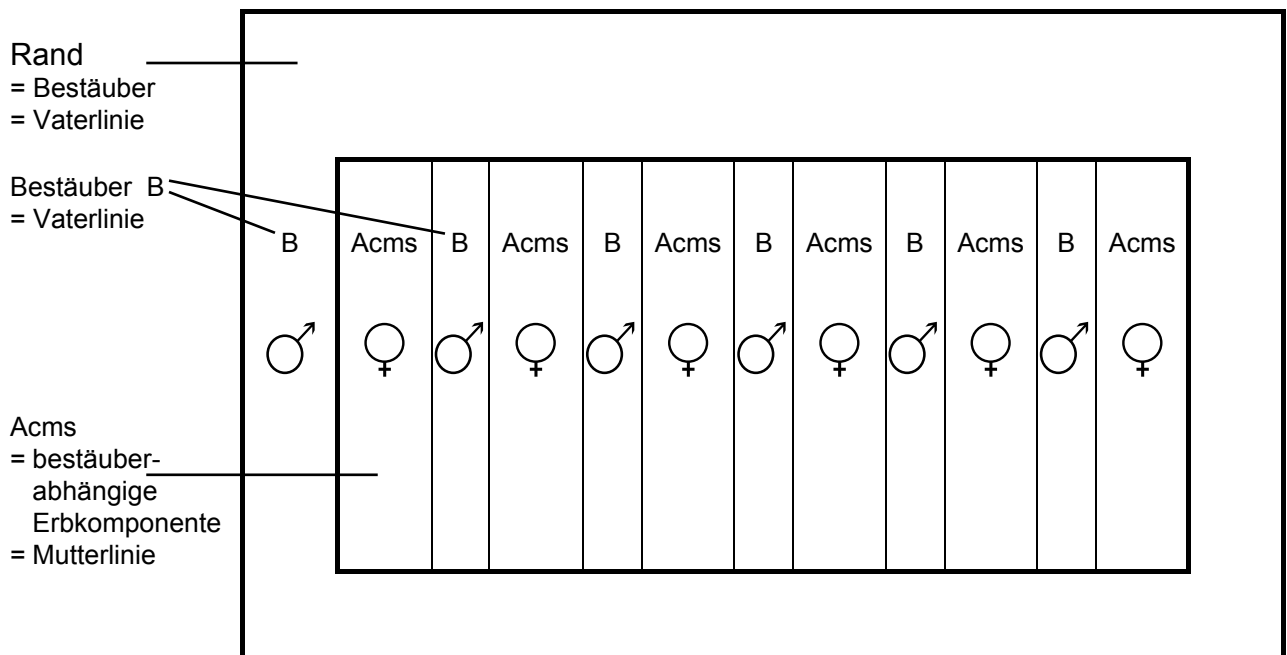 Rand
= Bestäuber
= Vaterlinie
Bestäuber B
= Vaterlinie
B Acms B Acms B Acms B Acms B Acms B Acms
♂ ♀ ♂ ♀ ♂ ♀ ♂ ♀ ♂ ♀ ♂ ♀
Acms
= bestäuber-
abhängige
Erbkomponente
= Mutterlinie